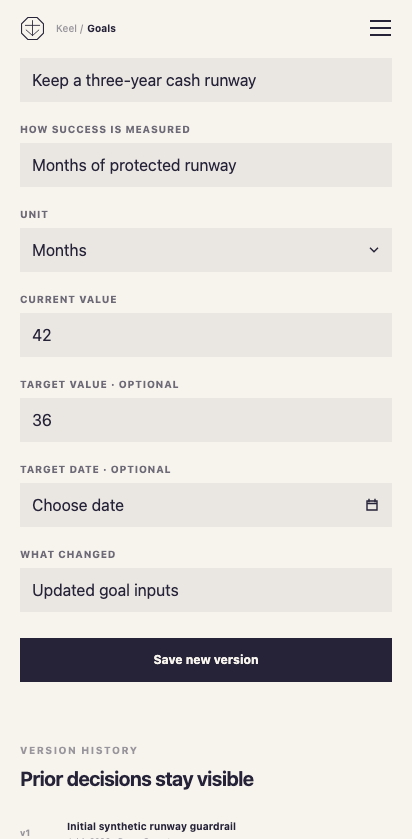 Keel / Goals
Keep a three-year cash runway
HOW SUCCESS IS MEASURED
Months of protected runway
UNIT
Months
CURRENT VALUE
42
TARGET VALUE · OPTIONAL
36
TARGET DATE · OPTIONAL
Choose date
WHAT CHANGED
Updated goal inputs
Save new version
VERSION HISTORY
Prior decisions stay visible
Initial synthetic runway guardrail
v1